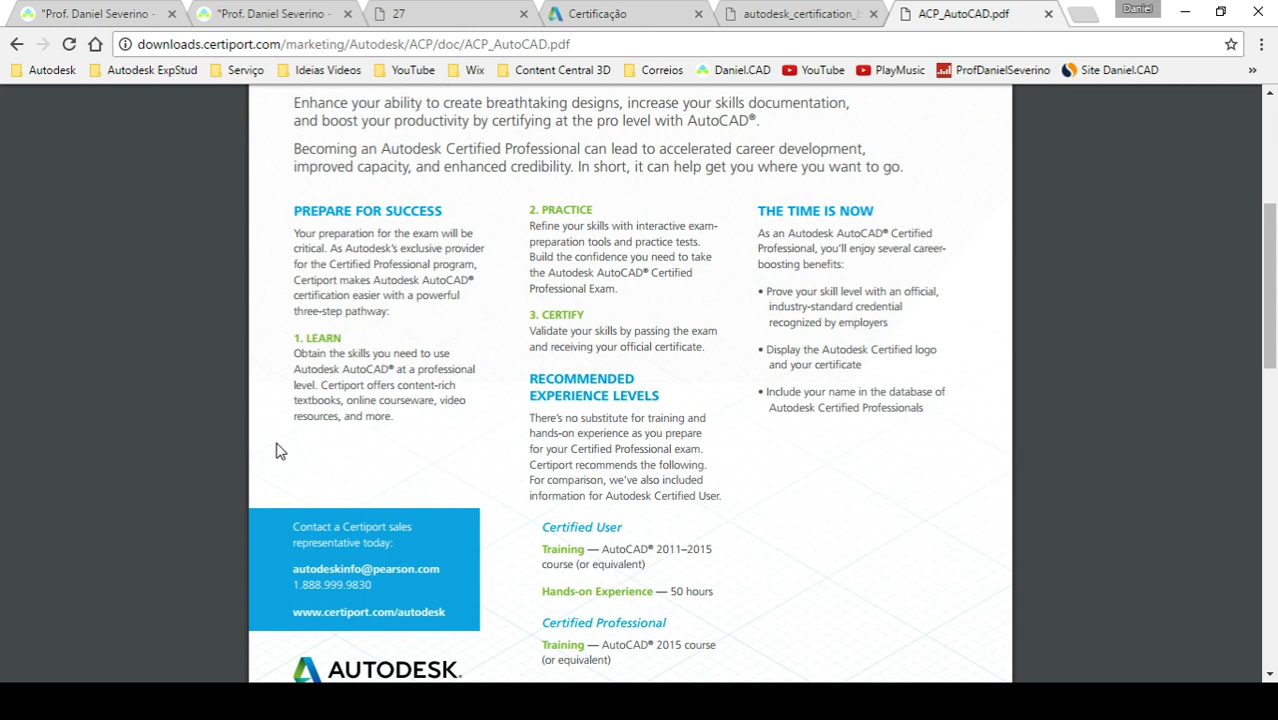 "Prof. Daniel Severino -
"Prof. Daniel Severino -
27
Certificação
autodesk_certification_b
ACP_AutoCAD.pdf
Daniel
downloads.certiport.com/marketing/Autodesk/ACP/doc/ACP_AutoCAD.pdf
Autodesk
Autodesk ExpStud
Serviço
Ideias Videos
YouTube
Wix
Content Central 3D
Correios
Daniel.CAD
YouTube
PlayMusic
ProfDanielSeverino
Site Daniel.CAD
»
Enhance your ability to create breathtaking designs, increase your skills documentation,
and boost your productivity by certifying at the pro level with AutoCAD®.
Becoming an Autodesk Certified Professional can lead to accelerated career development,
improved capacity, and enhanced credibility. In short, it can help get you where you want to go.
PREPARE FOR SUCCESS
Your preparation for the exam will be
critical. As Autodesk's exclusive provider
for the Certified Professional program,
Certiport makes Autodesk AutoCAD®
certification easier with a powerful
three-step pathway:
1. LEARN
Obtain the skills you need to use
Autodesk AutoCAD® at a professional
level. Certiport offers content-rich
textbooks, online courseware, video
resources, and more.
Contact a Certiport sales
representative today:
autodeskinfo@pearson.com
1.888.999.9830
www.certiport.com/autodesk
AUTODESK.
2. PRACTICE
Refine your skills with interactive exam-
preparation tools and practice tests.
Build the confidence you need to take
the Autodesk AutoCAD® Certified
Professional Exam.
3. CERTIFY
Validate your skills by passing the exam
and receiving your official certificate.
RECOMMENDED
EXPERIENCE LEVELS
There's no substitute for training and
hands-on experience as you prepare
for your Certified Professional exam.
Certiport recommends the following.
For comparison, we've also included
information for Autodesk Certified User.
Certified User
Training — AutoCAD® 2011–2015
course (or equivalent)
Hands-on Experience — 50 hours
Certified Professional
Training — AutoCAD® 2015 course
(or equivalent)
THE TIME IS NOW
As an Autodesk AutoCAD® Certified
Professional, you'll enjoy several career-
boosting benefits:
• Prove your skill level with an official,
industry-standard credential
recognized by employers
• Display the Autodesk Certified logo
and your certificate
• Include your name in the database of
Autodesk Certified Professionals